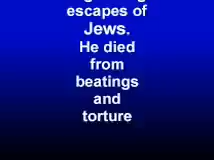 escapes of
Jews.
He died
from
beatings
and
torture